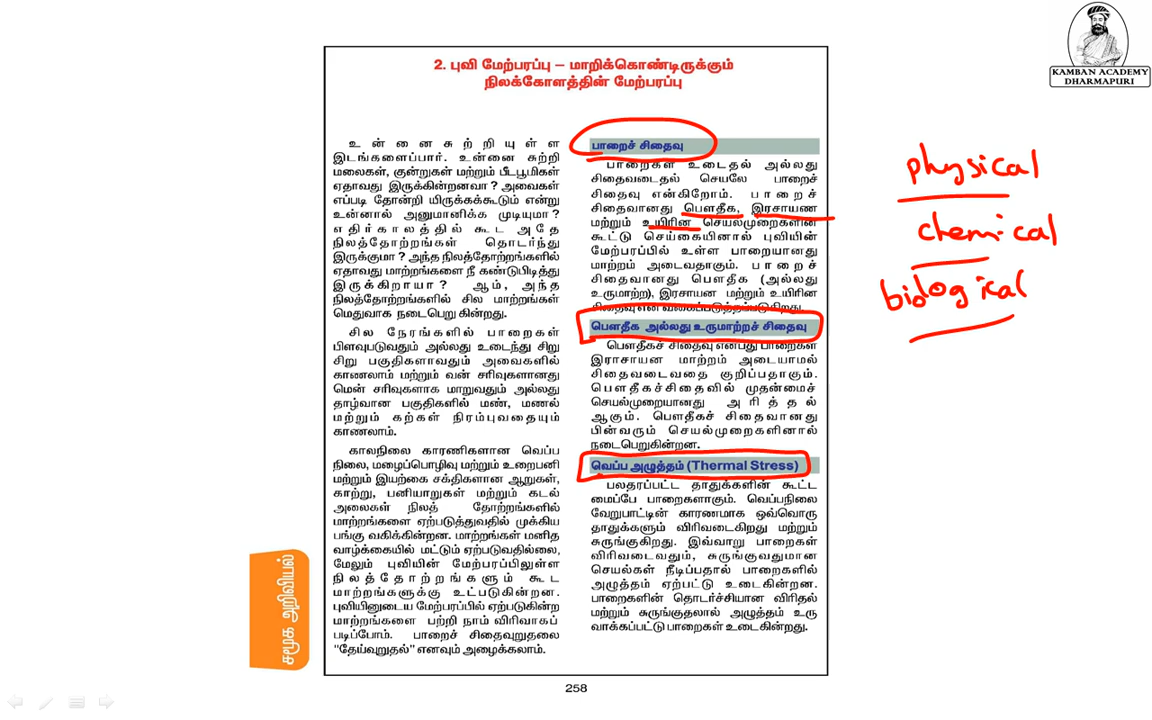 KAMBAN ACADEMY
DHARMAPURI
2. புவி மேற்பரப்பு – மாறிக்கொண்டிருக்கும்
நிலக்கோளத்தின் மேற்பரப்பு
உன்னைசுற்றியுள்ள
இடங்களைப்பார். உன்னை சுற்றி
மலைகள், குன்றுகள் மற்றும் பீடபூமிகள்
ஏதாவது இருக்கின்றனவா? அவைகள்
எப்படி தோன்றி யிருக்கக்கூடும் என்று
உன்னால் அனுமானிக்க முடியுமா?
எதிர்காலத்தில் கூட அதே
நிலத்தோற்றங்கள் தொடர்ந்து
இருக்குமா? அந்த நிலத்தோற்றங்களில்
ஏதாவது மாற்றங்களை நீ கண்டுபிடித்து
இருக்கிறாயா? ஆம், அந்த
நிலத்தோற்றங்களில் சில மாற்றங்கள்
மெதுவாக நடைபெறு கின்றது.
சில நேரங்களில் பாறைகள்
பிளவுபடுவதும் அல்லது உடைந்து சிறு
சிறு பகுதிகளாவதும் அவைகளில்
காணலாம் மற்றும் வன் சரிவுகளானது
மென் சரிவுகளாக மாறுவதும் அல்லது
தாழ்வான பகுதிகளில் மண், மணல்
மற்றும் கற்கள் நிரம்புவதையும்
காணலாம்.
காலநிலை காரணிகளான வெப்ப
நிலை, மழைப்பொழிவு மற்றும் உறைபனி
மற்றும் இயற்கை சக்திகளான ஆறுகள்,
காற்று, பனியாறுகள் மற்றும் கடல்
அலைகள் நிலத் தோற்றங்களில்
மாற்றங்களை ஏற்படுத்துவதில் முக்கிய
பங்கு வகிக்கின்றன. மாற்றங்கள் மனித
வாழ்க்கையில் மட்டும் ஏற்படுவதில்லை,
மேலும் புவியின் மேற்பரப்பிலுள்ள
நிலத்தோற்றங்களும் கூட
மாற்றங்களுக்கு உட்படுகின்றன.
புவியினுடைய மேற்பரப்பில் ஏற்படுகின்ற
மாற்றங்களை பற்றி நாம் விரிவாகப்
படிப்போம். பாறைச் சிதைவுறுதலை
"தேய்வுறுதல்" எனவும் அழைக்கலாம்.
பாறைச் சிதைவு
பாறைகள் உடைதல் அல்லது
சிதைவடைதல் செயலே பாறைச்
சிதைவு என்கிறோம். பாறைச்
சிதைவானது பௌதீக, இரசாயண
மற்றும் உயிரின செயல்முறைகளின்
கூட்டு செய்கையினால் புவியின்
மேற்பரப்பில் உள்ள பாறையானது
மாற்றம் அடைவதாகும். பாறைச்
சிதைவானது பௌதீக (அல்லது
உருமாற்ற), இரசாயன மற்றும் உயிரின
சிதைவு என வகைப்படுத்தப்படுகிறது.
பௌதீக அல்லது உருமாற்றச் சிதைவு
பௌதீகச் சிதைவு என்பது பாறைகள்
இராசாயன மாற்றம் அடையாமல்
சிதைவடைவதை குறிப்பதாகும்.
பௌதீகச்சிதைவில் முதன்மைச்
செயல்முறையானது அரித்தல்
ஆகும். பௌதீகச் சிதைவானது
பின்வரும் செயல்முறைகளினால்
நடைபெறுகின்றன.
வெப்ப அழுத்தம் (Thermal Stress)
பலதரப்பட்ட தாதுக்களின் கூட்ட
மைப்பே பாறைகளாகும். வெப்பநிலை
வேறுபாட்டின் காரணமாக ஒவ்வொரு
தாதுக்களும் விரிவடைகிறது மற்றும்
சுருங்குகிறது. இவ்வாறு பாறைகள்
விரிவடைவதும், சுருங்குவதுமான
செயல்கள் நீடிப்பதால் பாறைகளில்
அழுத்தம் ஏற்பட்டு உடைகின்றன.
பாறைகளின் தொடர்ச்சியான விரிதல்
மற்றும் சுருங்குதலால் அழுத்தம் உரு
வாக்கப்பட்டு பாறைகள் உடைகின்றது.
physical
chemical
biological
சமூக அறிவியல்
258